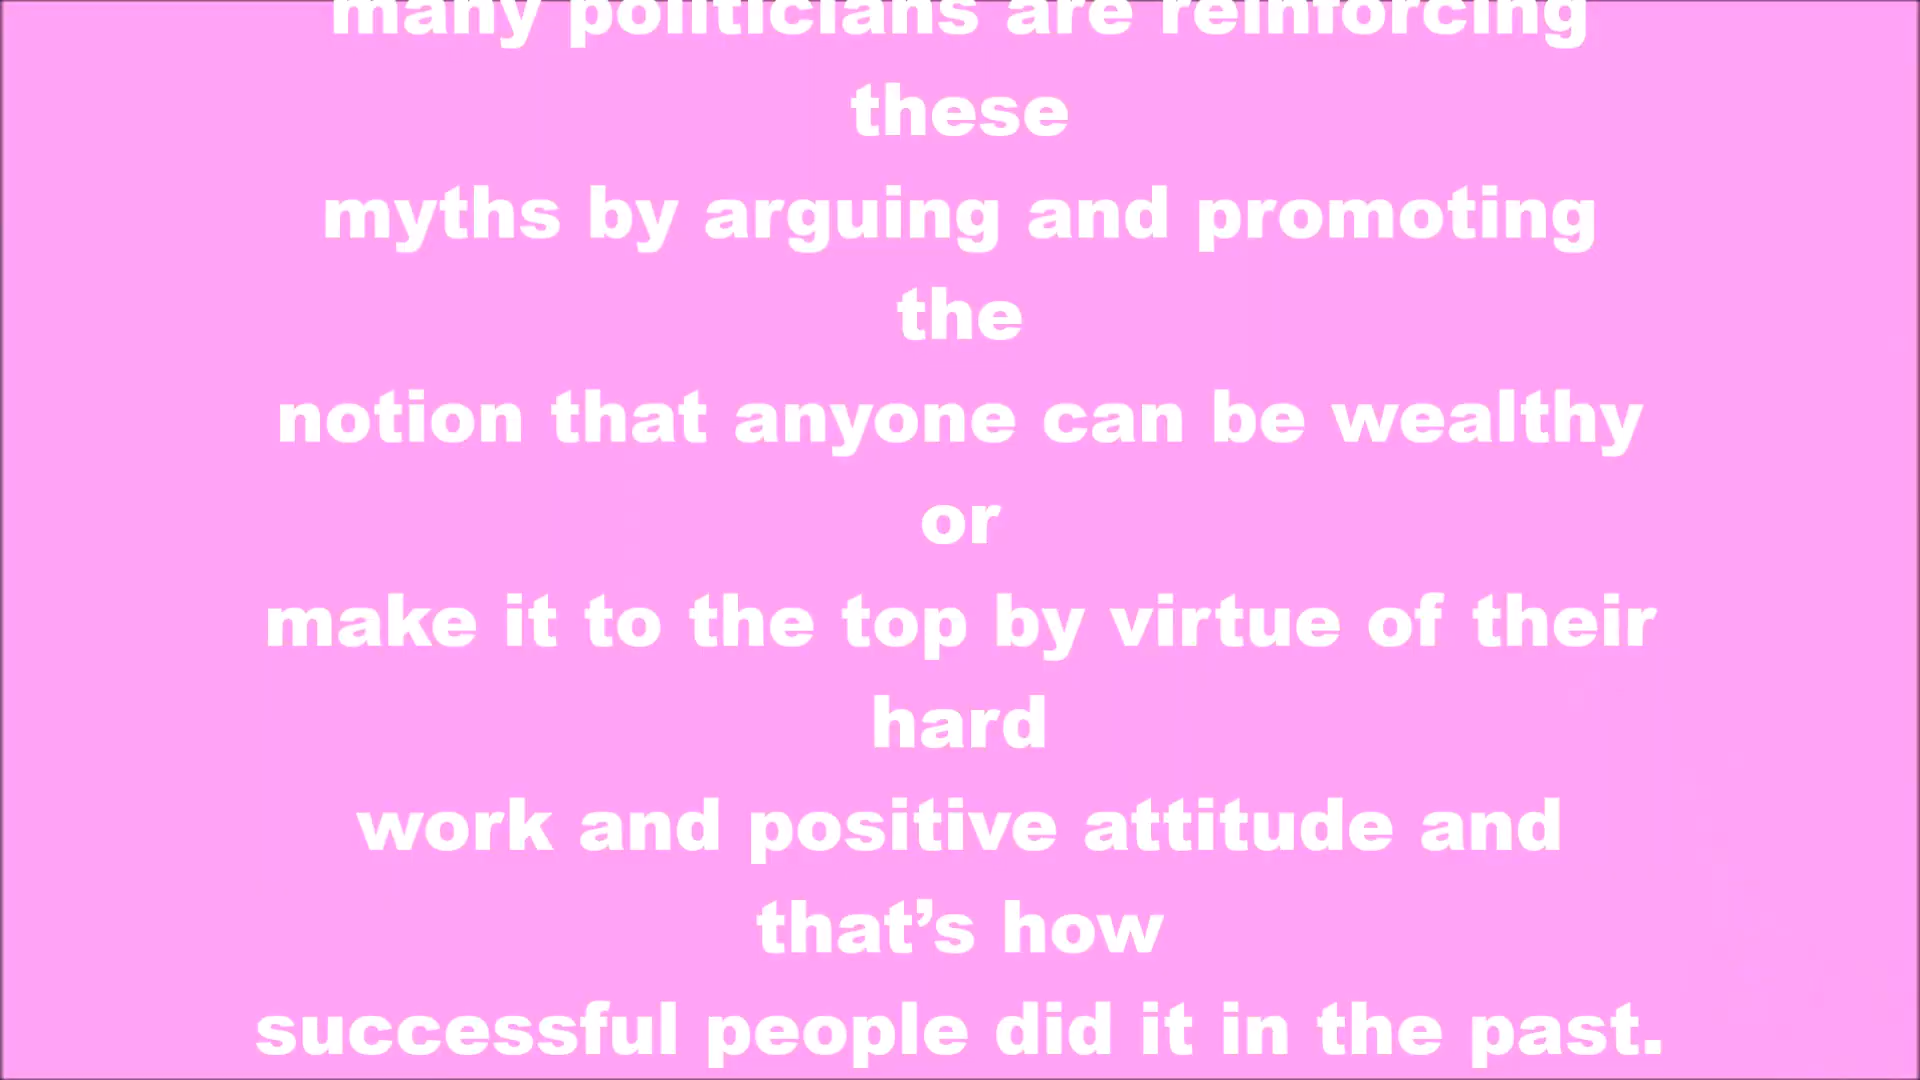 many politicians are reinforcing
these
myths by arguing and promoting
the
notion that anyone can be wealthy
or
make it to the top by virtue of their
hard
work and positive attitude and
that’s how
successful people did it in the past.